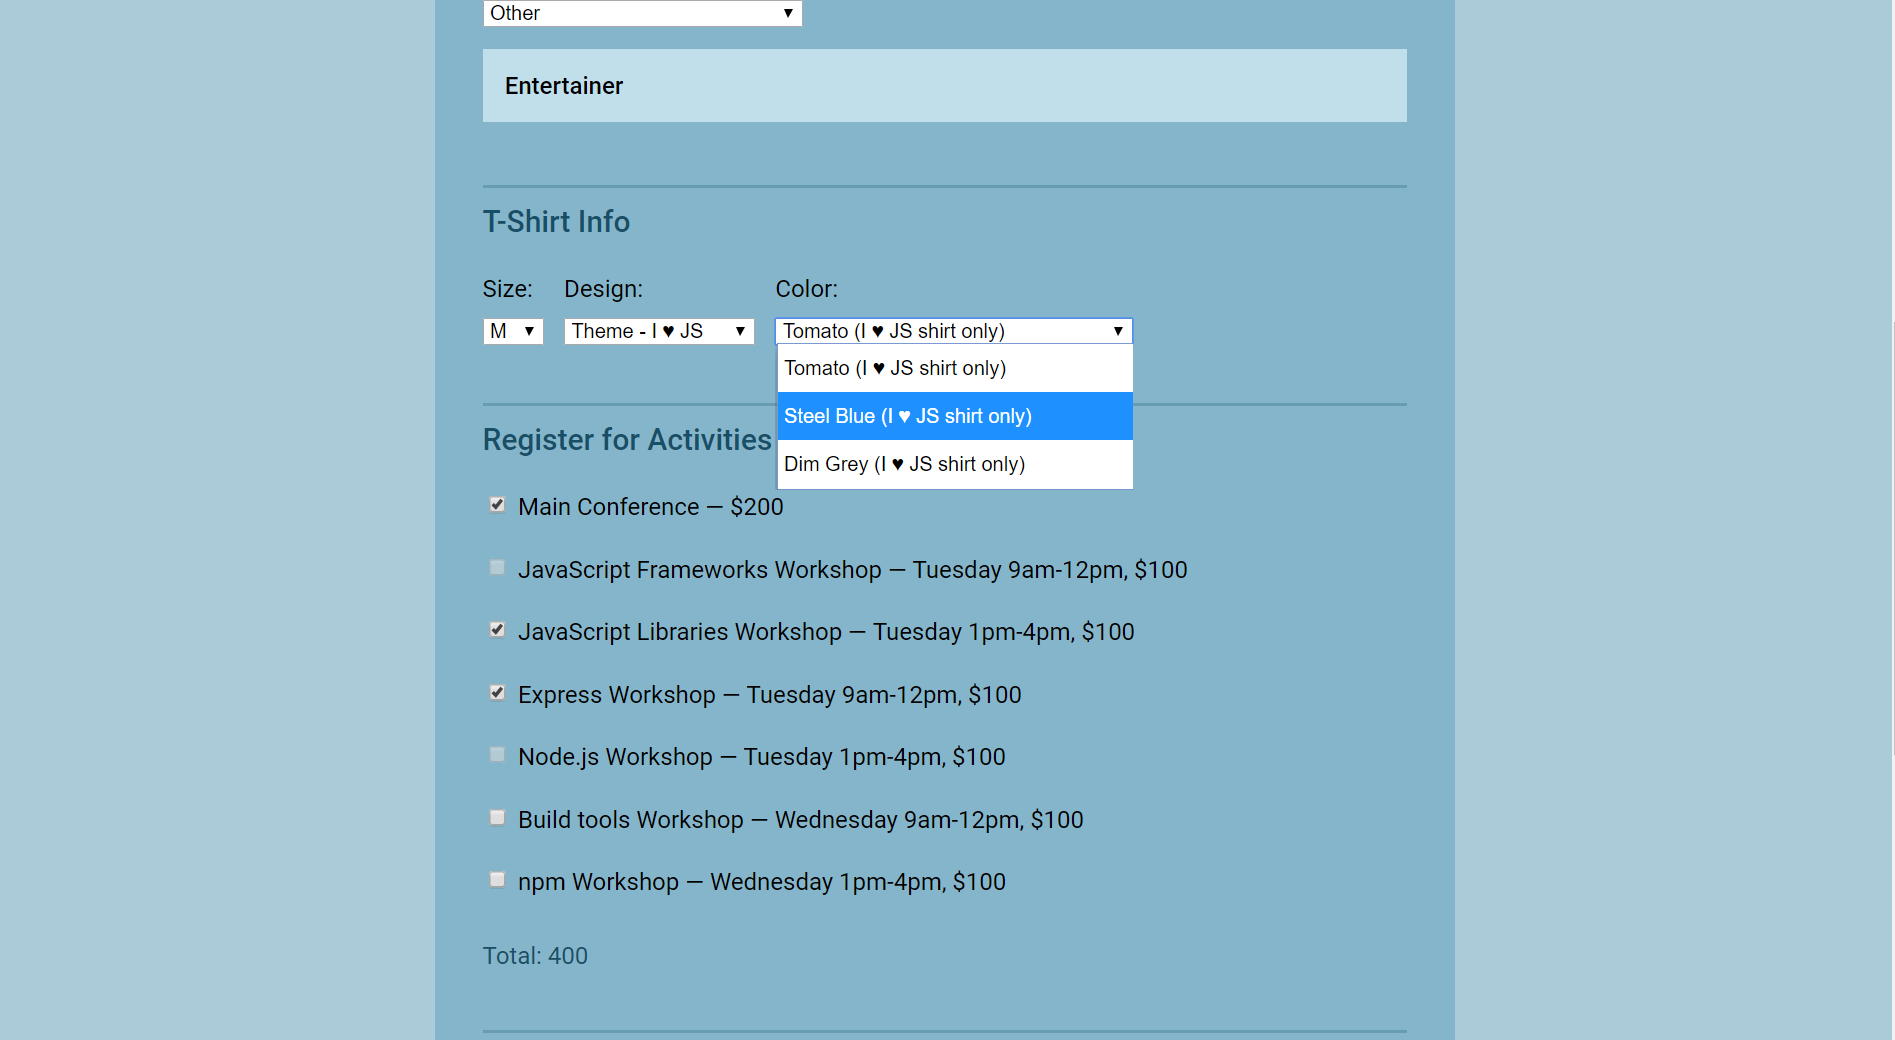 Other
Entertainer
T-Shirt Info
Size: Design: Color:
M Theme - I ♥ JS Tomato (I ♥ JS shirt only)
Tomato (I ♥ JS shirt only)
Steel Blue (I ♥ JS shirt only)
Register for Activities
Dim Grey (I ♥ JS shirt only)
Main Conference — $200
JavaScript Frameworks Workshop — Tuesday 9am-12pm, $100
JavaScript Libraries Workshop — Tuesday 1pm-4pm, $100
Express Workshop — Tuesday 9am-12pm, $100
Node.js Workshop — Tuesday 1pm-4pm, $100
Build tools Workshop — Wednesday 9am-12pm, $100
npm Workshop — Wednesday 1pm-4pm, $100
Total: 400